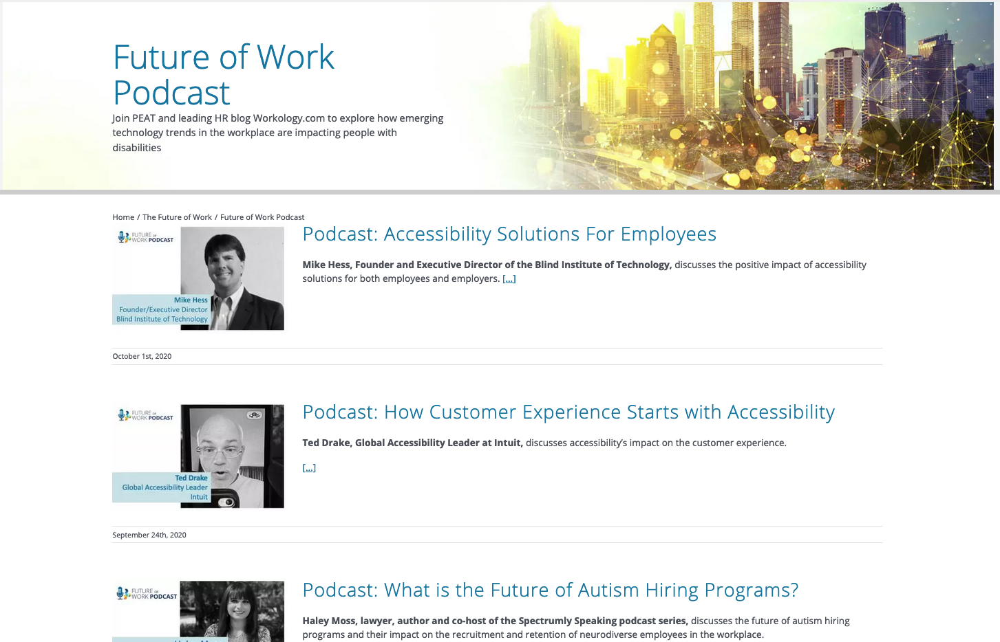 Future of Work
Podcast
Join PEAT and leading HR blog Workology.com to explore how emerging
technology trends in the workplace are impacting people with
disabilities
Home / The Future of Work / Future of Work Podcast
FUTURE OF
WORK PODCAST
Mike Hess
Founder/Executive Director
Blind Institute of Technology
Podcast: Accessibility Solutions For Employees
Mike Hess, Founder and Executive Director of the Blind Institute of Technology, discusses the positive impact of accessibility
solutions for both employees and employers. [...]
October 1st, 2020
FUTURE OF
WORK PODCAST
Ted Drake
Global Accessibility Leader
Intuit
Podcast: How Customer Experience Starts with Accessibility
Ted Drake, Global Accessibility Leader at Intuit, discusses accessibility’s impact on the customer experience.
[...]
September 24th, 2020
FUTURE OF
WORK PODCAST
Podcast: What is the Future of Autism Hiring Programs?
Haley Moss, lawyer, author and co-host of the Spectrumly Speaking podcast series, discusses the future of autism hiring
programs and their impact on the recruitment and retention of neurodiverse employees in the workplace.